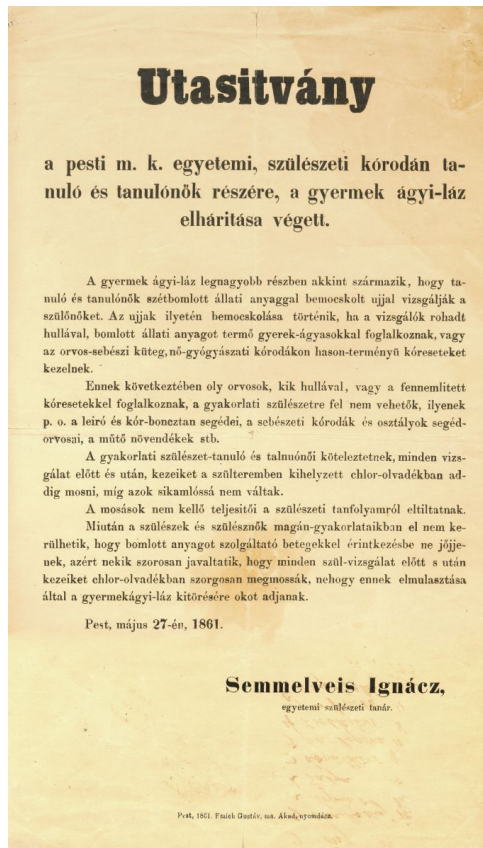 Utasitvány
a pesti m. k. egyetemi, szülészeti kórodán ta-
nuló és tanulónők részére, a gyermek ágyi-láz
elháritása végett.
A gyermek ágyi-láz legnagyobb részben akkint származik, hogy ta-
nuló és tanulónők szétbomlott állati anyaggal bemocskolt ujjal vizsgálják a
szülőnőket. Az ujjak ilyetén bemocskolása történik, ha a vizsgálók rohadt
hullával, bomlott állati anyagot termő gyerek-ágyasokkal foglalkoznak, vagy
az orvos-sebészi küteg, nő-gyógyászati kórodákon hason-terményü kóreseteket
kezelnek.
Ennek következtében oly orvosok, kik hullával, vagy a fennemlitett
kóresetekkel foglalkoznak, a gyakorlati szülészetre fel nem vehetők, ilyenek
p. o. a leiró és kór-boncztan segédei, a sebészeti kórodák és osztályok segéd-
orvosai, a műtő növendékek stb.
A gyakorlati szülészet-tanuló és talnuónői köteleztetnek, minden vizs-
gálat előtt és után, kezeiket a szülteremben kihelyzett chlor-olvadékban ad-
dig mosni, míg azok sikamlóssá nem váltak.
A mosások nem kellő teljesitői a szülészeti tanfolyamról eltiltatnak.
Miután a szülészek és szülésznők magán-gyakorlataikban el nem ke-
rülhetik, hogy bomlott anyagot szolgáltató betegekkel érintkezésbe ne jőjje-
nek, azért nekik szorosan javaltatik, hogy minden szül-vizsgálat előtt s után
kezeiket chlor-olvadékban szorgosan megmossák, nehogy ennek elmulasztása
által a gyermekágyi-láz kitörésére okot adjanak.
Pest, május 27-én, 1861.
Semmelveis Ignácz,
egyetemi szülészeti tanár.
Pest, 1861. Emich Gusztáv, ma. Akad. nyomdász.